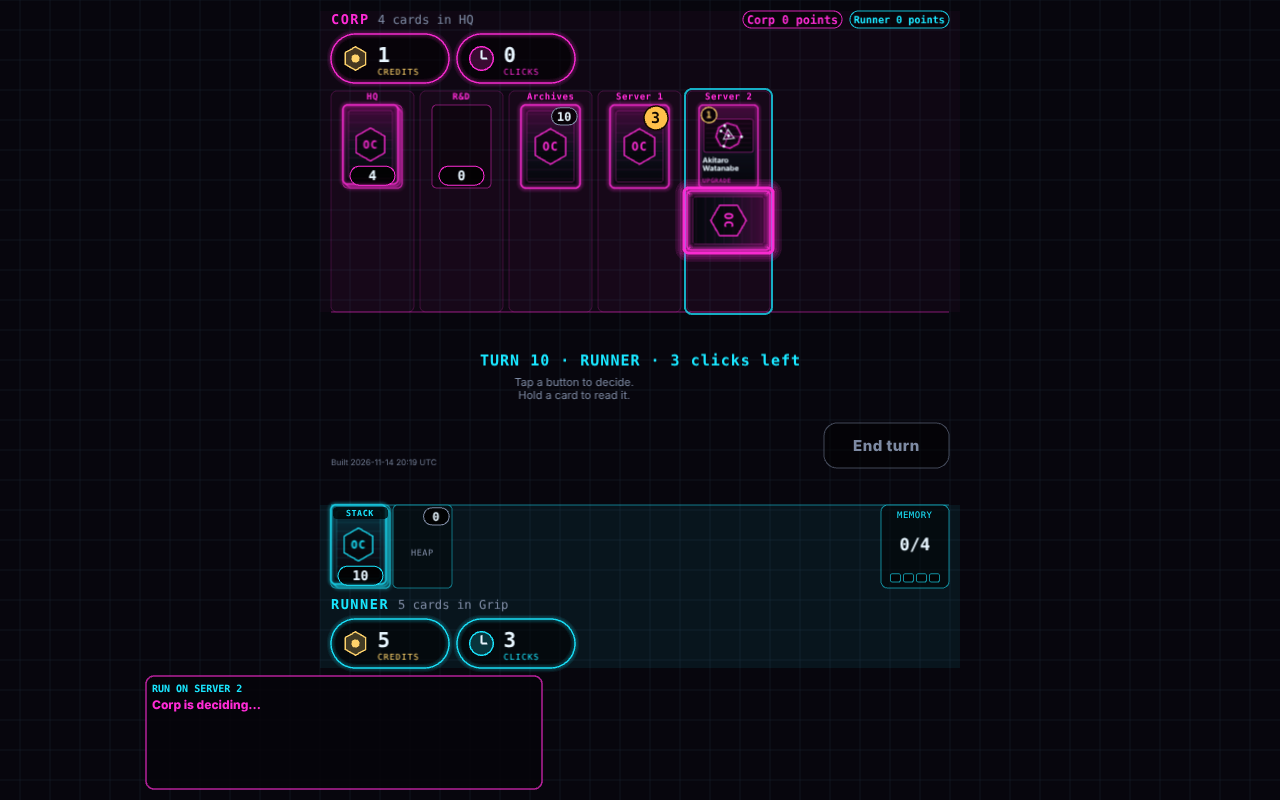 CORP 4 cards in HQ
Corp 0 points
Runner 0 points
1
CREDITS
0
CLICKS
HQ
R&D
Archives
Server 1
Server 2
OC
4
0
10
OC
3
OC
1
Akitaro
Watanabe
UPGRADE
OC
TURN 10 · RUNNER · 3 clicks left
Tap a button to decide.
Hold a card to read it.
End turn
Built 2026-11-14 20:19 UTC
STACK
OC
10
0
HEAP
MEMORY
0/4
RUNNER 5 cards in Grip
5
CREDITS
3
CLICKS
RUN ON SERVER 2
Corp is deciding...